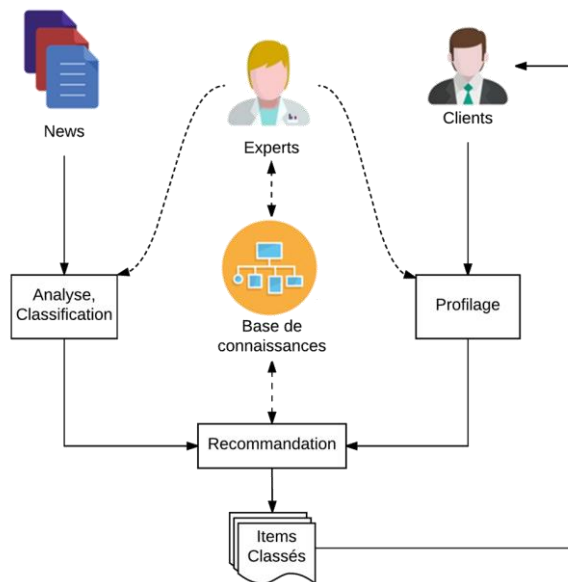 News
Experts
Clients
Analyse,
Classification
Base de
connaissances
Profilage
Recommandation
Items
Classés